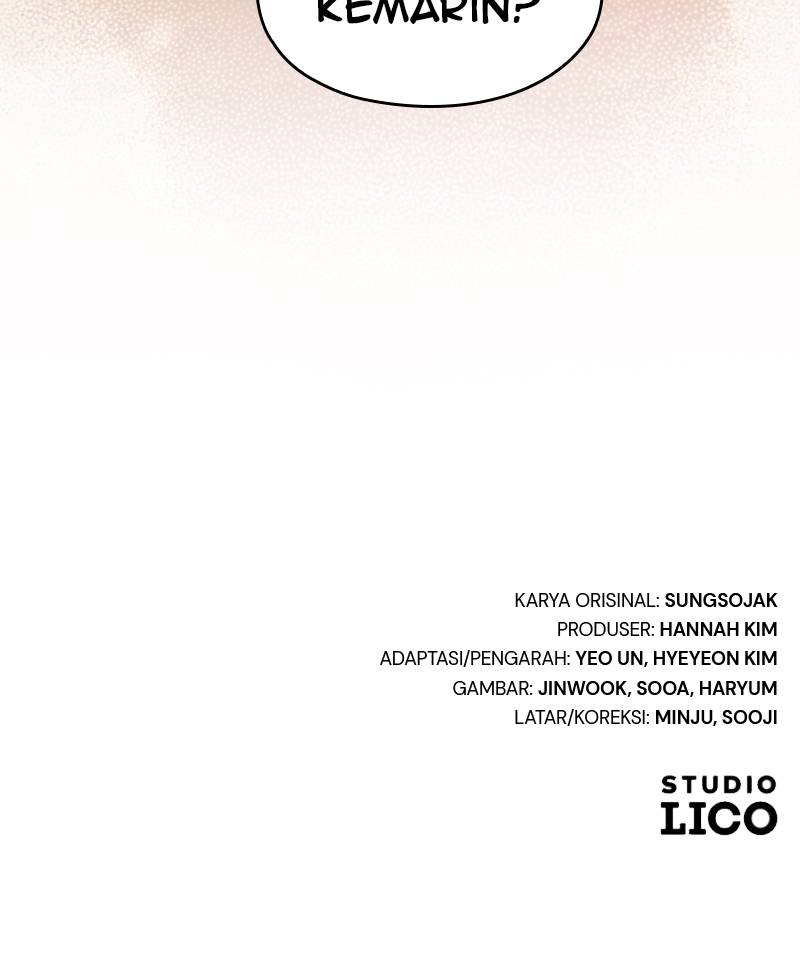 KEMARIN?
KARYA ORISINAL: SUNGSOJAK
PRODUSER: HANNAH KIM
ADAPTASI/PENGARAH: YEO UN, HYEYEON KIM
GAMBAR: JINWOOK, SOOA, HARYUM
LATAR/KOREKSI: MINJU, SOOJI
STUDIO
LICO